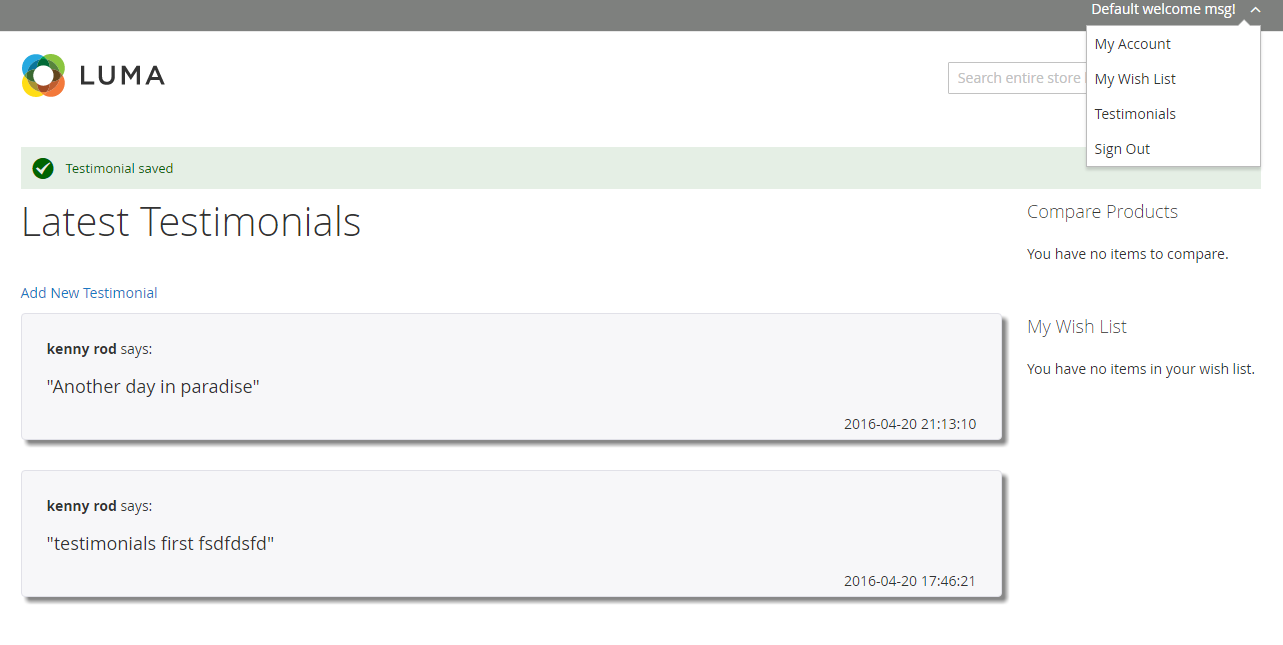 Default welcome msg!
My Account
My Wish List
Testimonials
Sign Out
LUMA
Search entire store
Testimonial saved
Latest Testimonials
Add New Testimonial
kenny rod says:
"Another day in paradise"
2016-04-20 21:13:10
kenny rod says:
"testimonials first fsdfdsfd"
2016-04-20 17:46:21
Compare Products
You have no items to compare.
My Wish List
You have no items in your wish list.